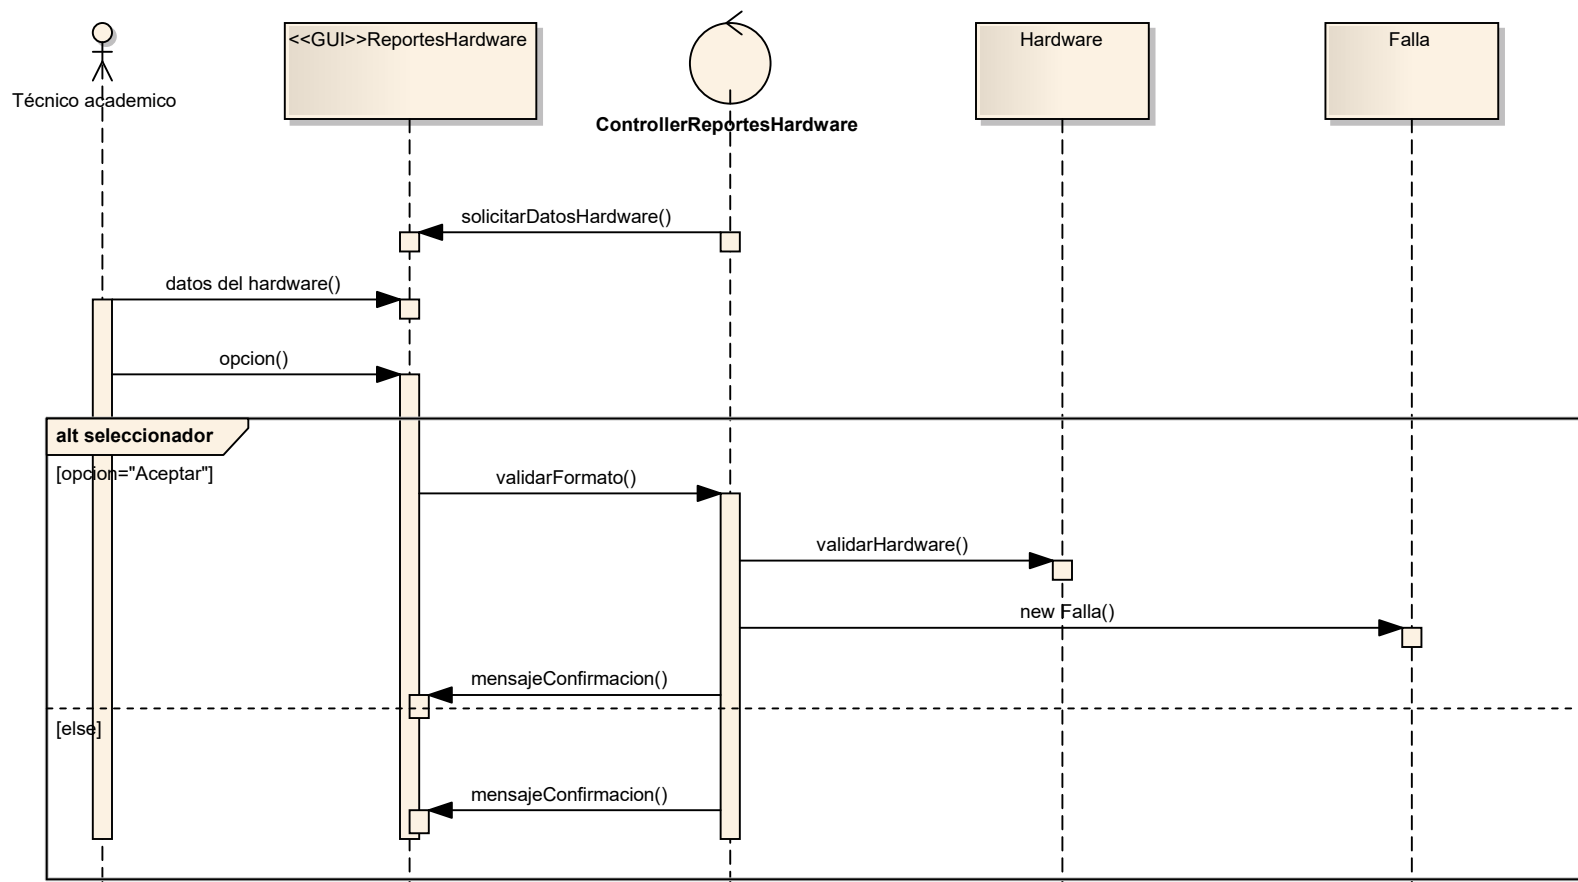 <<GUI>>ReportesHardware
Hardware
Falla
Técnico academico
ControllerReportesHardware
solicitarDatosHardware()
datos del hardware()
opcion()
alt seleccionador
[opcion="Aceptar"]
validarFormato()
validarHardware()
new Falla()
mensajeConfirmacion()
[else]
mensajeConfirmacion()